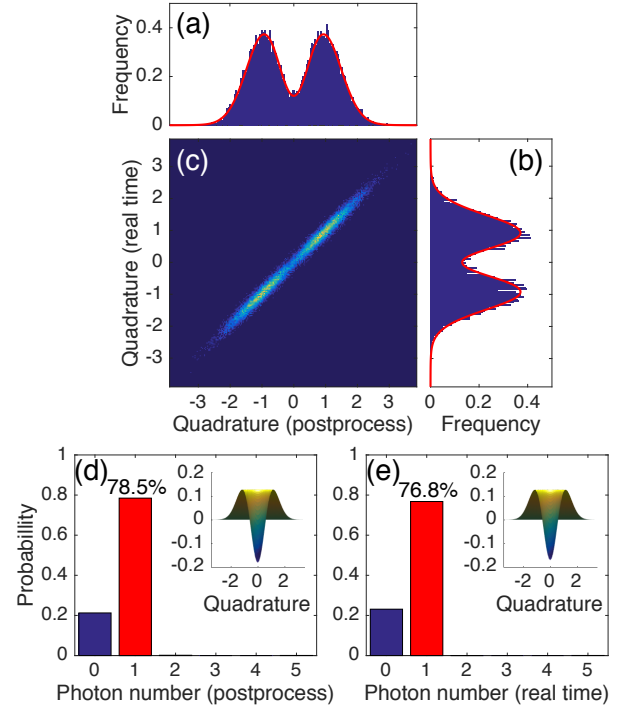 (a)
Frequency
0.4
0.2
0
(c)
Quadrature (real time)
3
2
1
0
-1
-2
-3
-3 -2 -1 0 1 2 3
Quadrature (postprocess)
(b)
0 0.2 0.4
Frequency
(d)
78.5%
Probabillity
1
0.8
0.6
0.4
0.2
0
0 1 2 3 4 5
Photon number (postprocess)
0.2
0.1
0
-0.1
-0.2
-2 0 2
Quadrature
(e)
76.8%
1
0.8
0.6
0.4
0.2
0
0 1 2 3 4 5
Photon number (real time)
0.2
0.1
0
-0.1
-0.2
-2 0 2
Quadrature